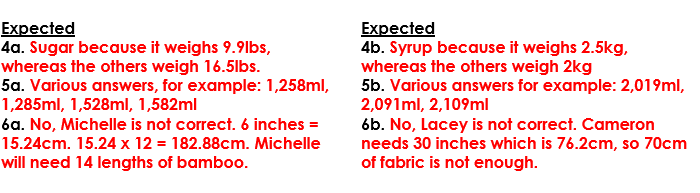 Expected
4a. Sugar because it weighs 9.9lbs,
whereas the others weigh 16.5lbs.
5a. Various answers, for example: 1,258ml,
1,285ml, 1,528ml, 1,582ml
6a. No, Michelle is not correct. 6 inches =
15.24cm. 15.24 x 12 = 182.88cm. Michelle
will need 14 lengths of bamboo.
Expected
4b. Syrup because it weighs 2.5kg,
whereas the others weigh 2kg
5b. Various answers for example: 2,019ml,
2,091ml, 2,109ml
6b. No, Lacey is not correct. Cameron
needs 30 inches which is 76.2cm, so 70cm
of fabric is not enough.